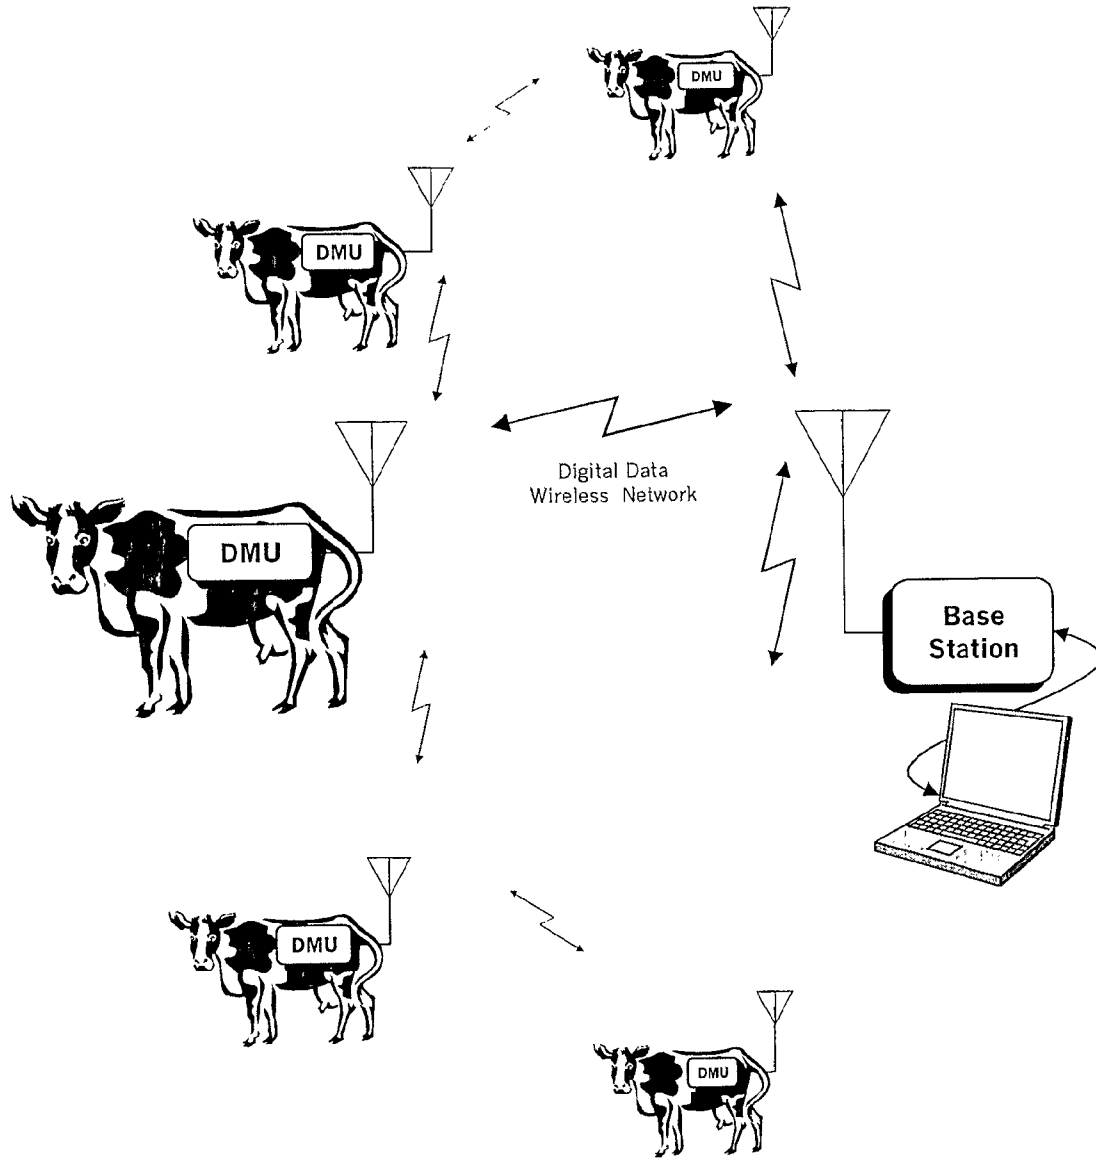 DMU
DMU
Digital Data
Wireless Network
DMU
Base
Station
DMU
DMU